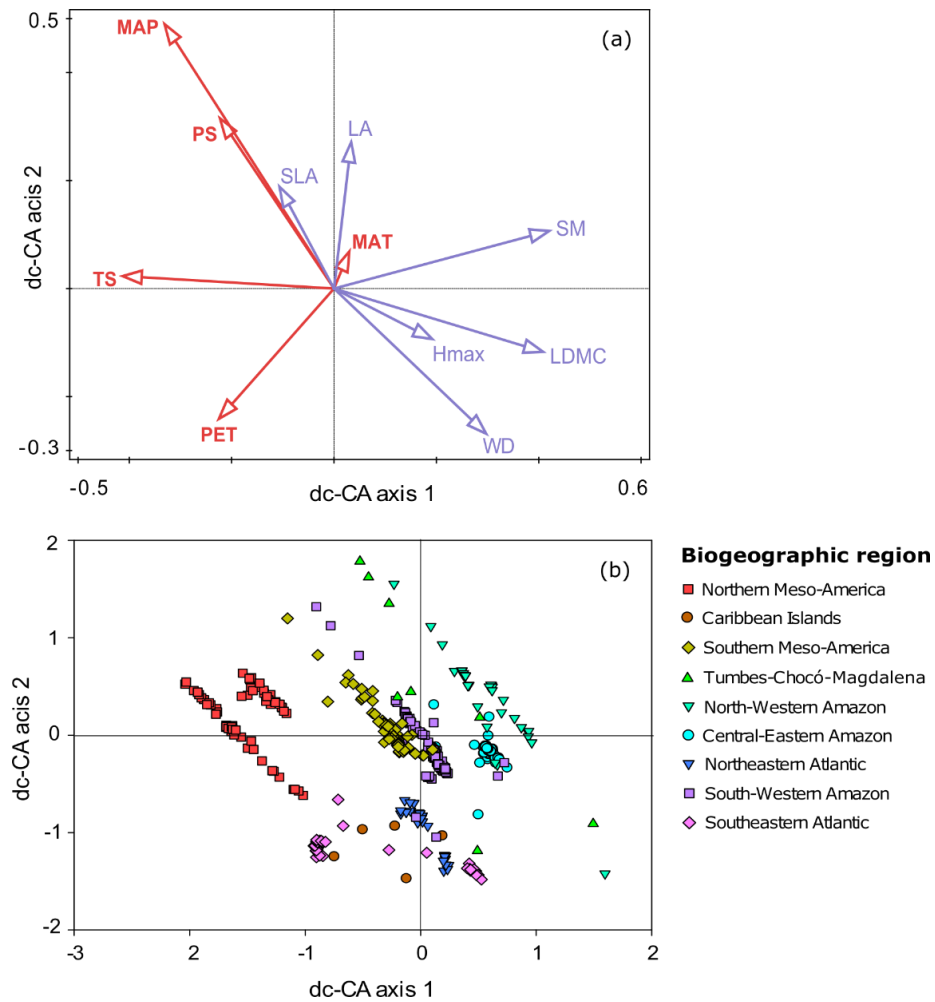 0.5
MAP
(a)
PS
LA
SLA
SM
MAT
TS
Hmax
LDMC
PET
WD
-0.3
dc-CA acis 2
-0.5
0.6
dc-CA axis 1
2
(b)
1
0
-1
-2
dc-CA axis 2
-3
-1
0
1
2
dc-CA axis 1
Biogeographic region
Northern Meso-America
Caribbean Islands
Southern Meso-America
Tumbes-Chocó-Magdalena
North-Western Amazon
Central-Eastern Amazon
Northeastern Atlantic
South-Western Amazon
Southeastern Atlantic